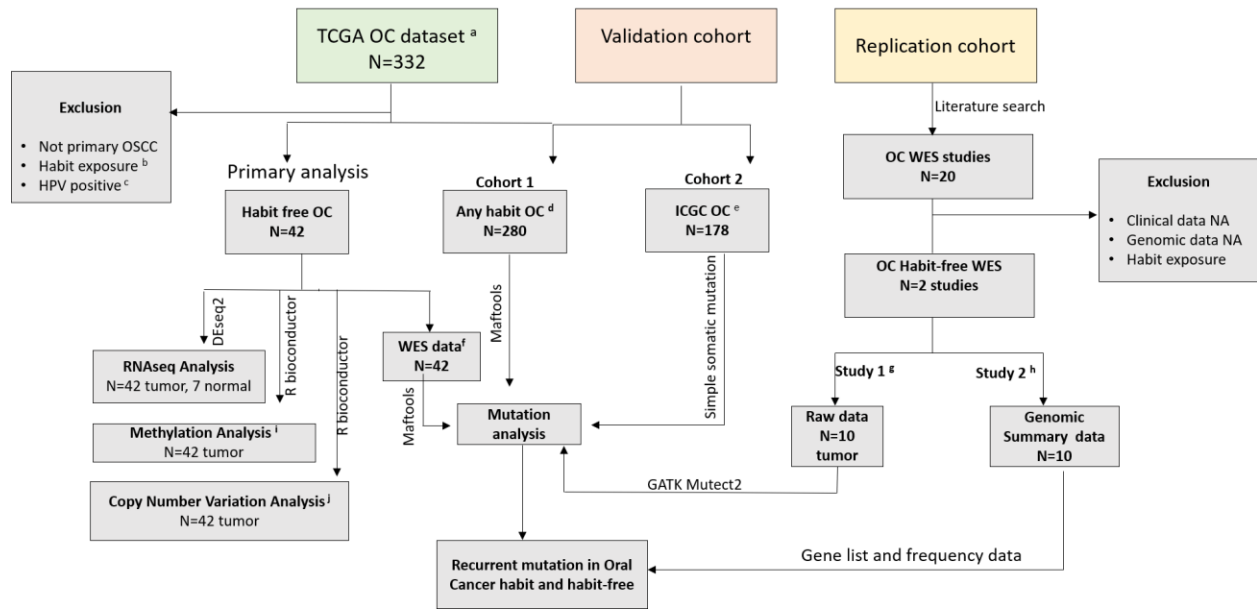 TCGA OC dataset a
N=332
Validation cohort
Replication cohort
Exclusion
• Not primary OSCC
• Habit exposure b
• HPV positive c
Literature search
OC WES studies
N=20
Primary analysis
Habit free OC
N=42
Cohort 1
Any habit OC d
N=280
Cohort 2
ICGC OC e
N=178
Exclusion
• Clinical data NA
• Genomic data NA
• Habit exposure
OC Habit-free WES
N=2 studies
DEseq2
R bioconductor
R bioconductor
Maftools
Simple somatic mutation
WES data f
N=42
RNAseq Analysis
N=42 tumor, 7 normal
Maftools
Methylation Analysis i
N=42 tumor
Copy Number Variation Analysis j
N=42 tumor
Mutation
analysis
Study 1 g
Study 2 h
Raw data
N=10
tumor
Genomic
Summary data
N=10
GATK Mutect2
Recurrent mutation in Oral
Cancer habit and habit-free
Gene list and frequency data